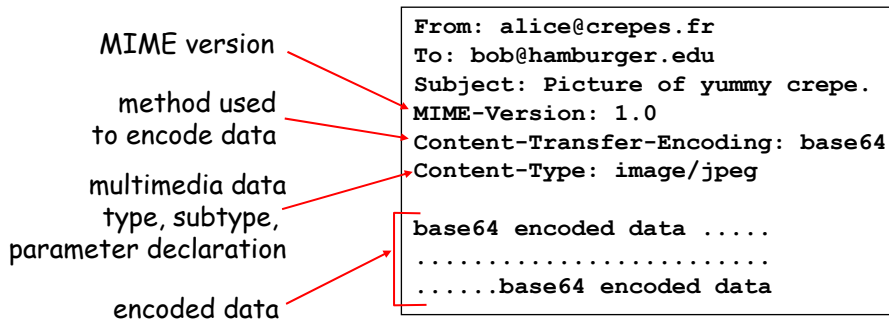 MIME version
method used
to encode data
multimedia data
type, subtype,
parameter declaration
encoded data
From: alice@crepes.fr
To: bob@hamburger.edu
Subject: Picture of yummy crepe.
MIME-Version: 1.0
Content-Transfer-Encoding: base64
Content-Type: image/jpeg
base64 encoded data .....
.........................
......base64 encoded data